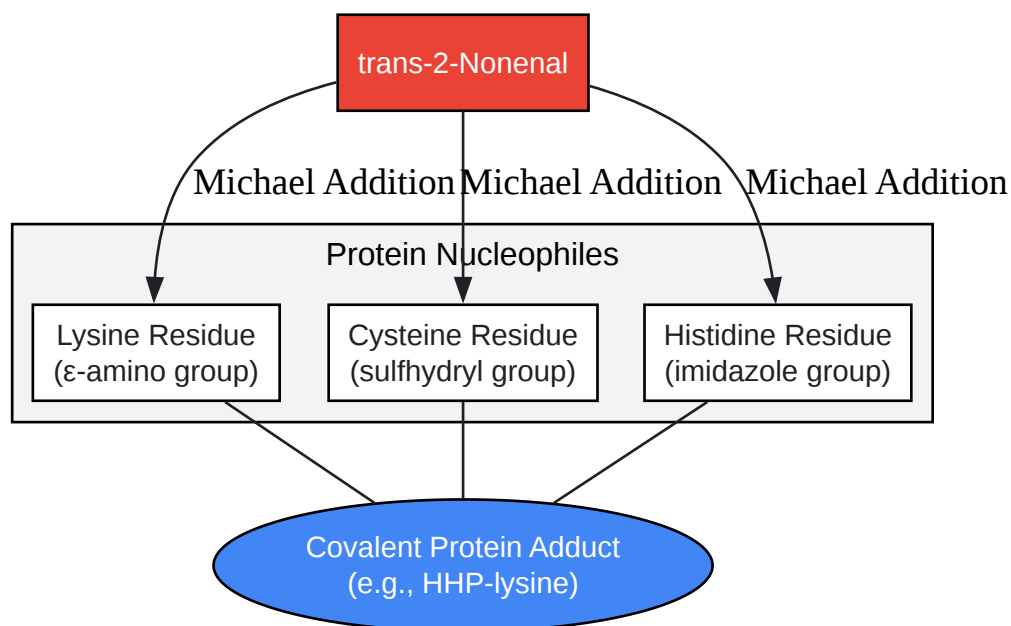 trans-2-Nonenal
Michael Addition
Michael Addition
Michael Addition
Protein Nucleophiles
Lysine Residue
(ε-amino group)
Cysteine Residue
(sulfhydryl group)
Histidine Residue
(imidazole group)
Covalent Protein Adduct
(e.g., HHP-lysine)